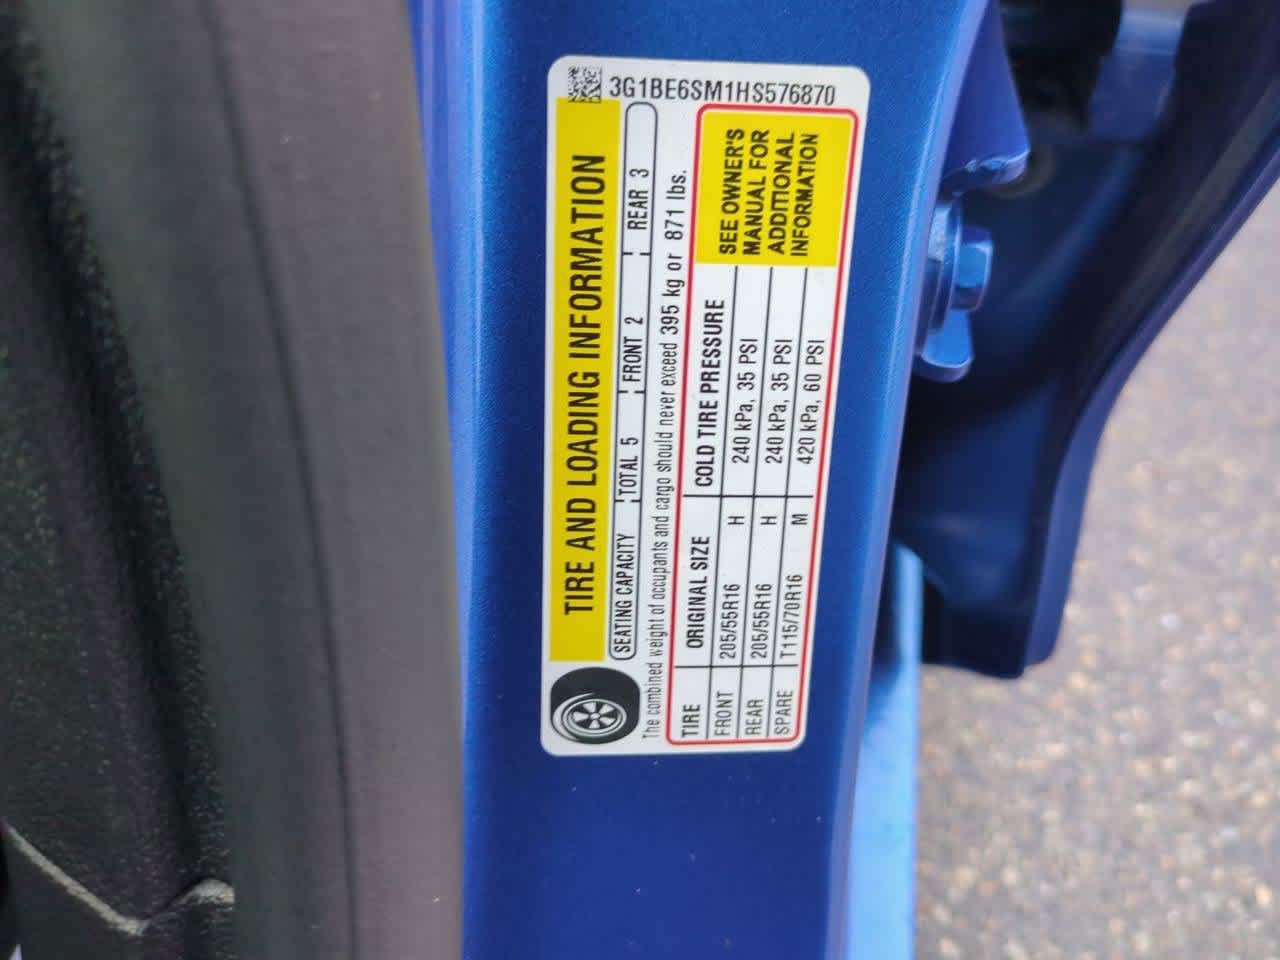 3G1BE6SM1HS576870
TIRE AND LOADING INFORMATION
SEATING CAPACITY TOTAL 5 FRONT 2 REAR 3
The combined weight of occupants and cargo should never exceed 395 kg or 871 lbs.
TIRE ORIGINAL SIZE COLD TIRE PRESSURE
FRONT 205/55R16 H 240 kPa, 35 PSI
REAR 205/55R16 H 240 kPa, 35 PSI
SPARE T115/70R16 M 420 kPa, 60 PSI
SEE OWNER'S
MANUAL FOR
ADDITIONAL
INFORMATION